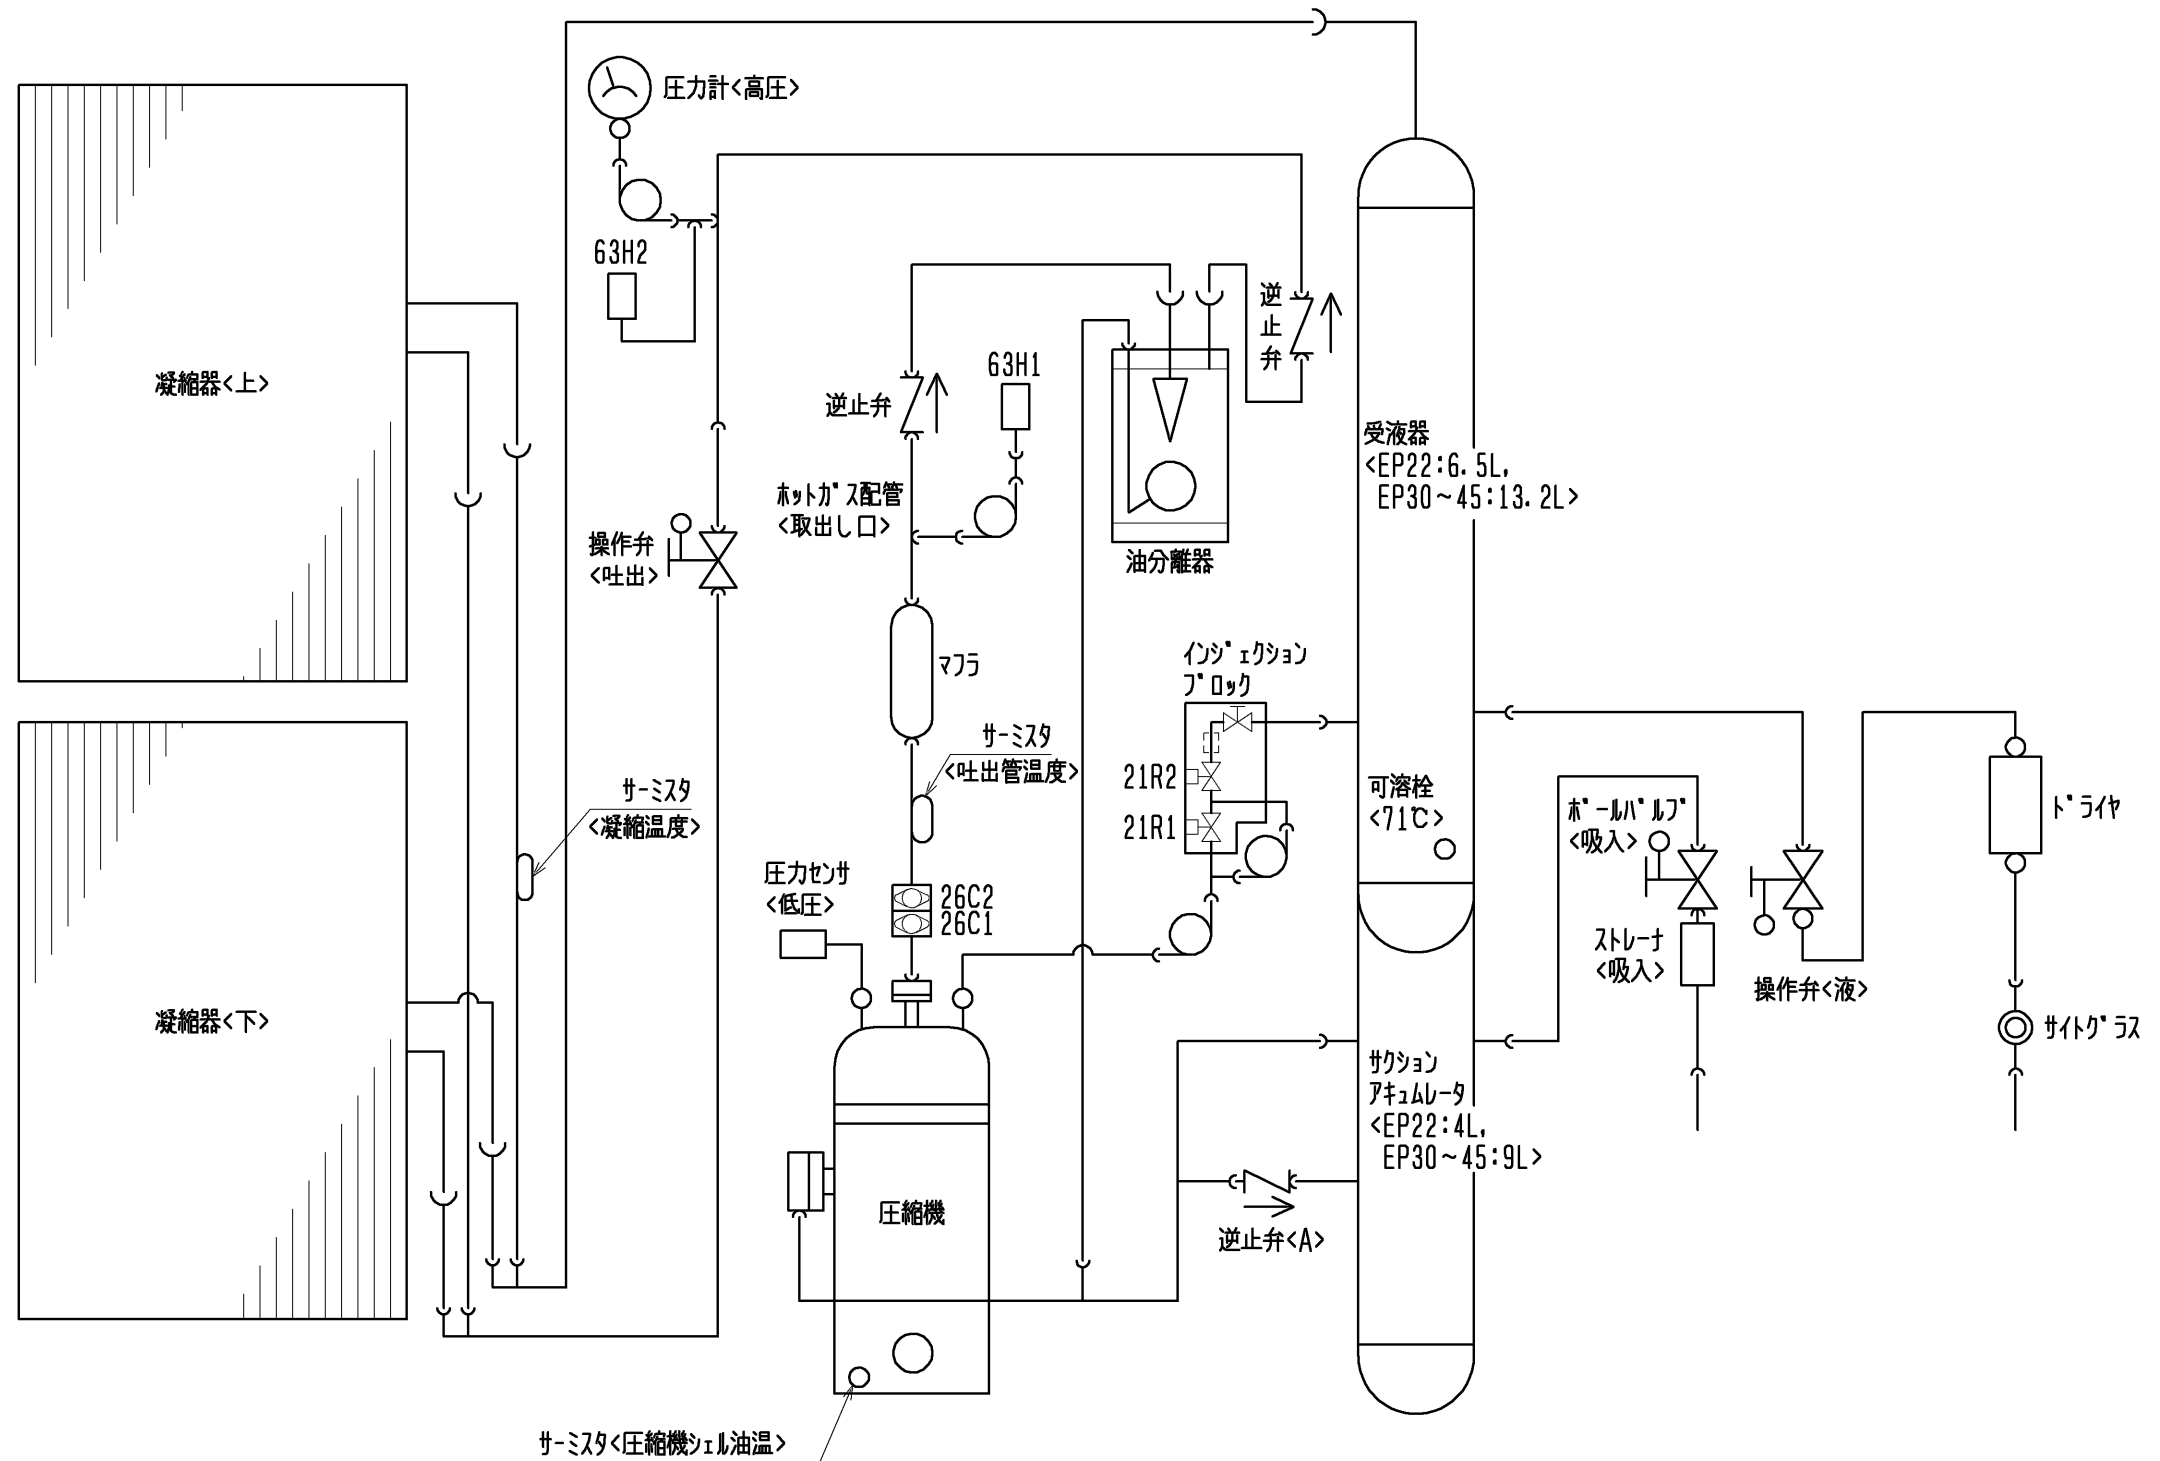 圧力計<高圧>
63H2
凝縮器<上>
逆止弁
63H1
逆止弁
ホットガス配管
<取出し口>
操作弁
<吐出>
油分離器
受液器
<EP22:6.5L,
EP30~45:13.2L>
マフラ
インジェクション
ブロック
サーミスタ
<吐出管温度>
21R2
21R1
サーミスタ
<凝縮温度>
可溶栓
<71℃>
ボールバルブ
<吸入>
ドライヤ
圧力センサ
<低圧>
26C2
26C1
ストレーナ
<吸入>
操作弁<液>
凝縮器<下>
サイトグラス
サクション
アキュムレータ
<EP22:4L,
EP30~45:9L>
圧縮機
逆止弁<A>
サーミスタ<圧縮機シェル油温>